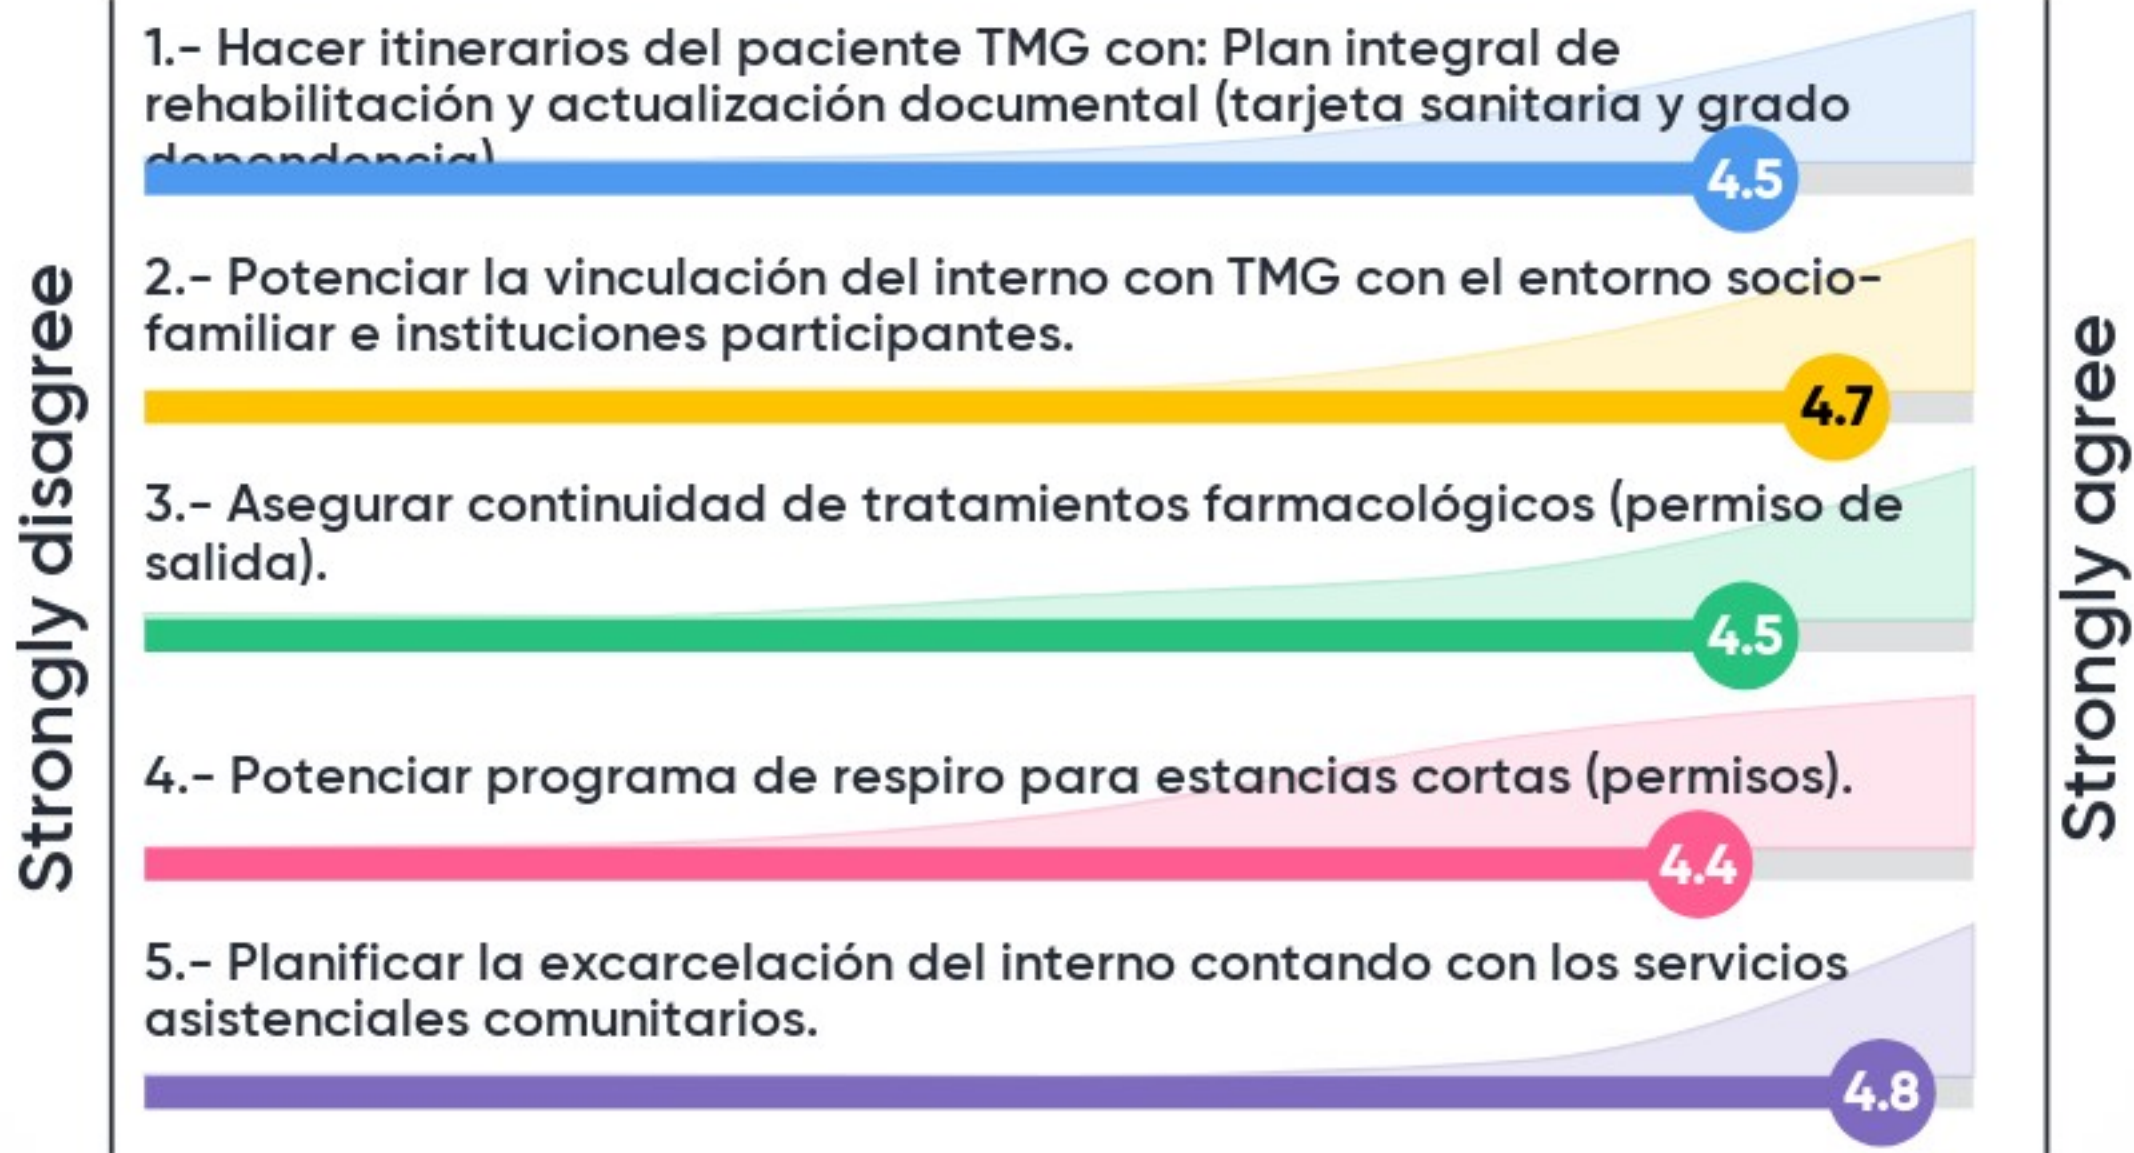 Strongly disagree
1.- Hacer itinerarios del paciente TMG con: Plan integral de
rehabilitación y actualización documental (tarjeta sanitaria y grado
dependencia)
4.5
2.- Potenciar la vinculación del interno con TMG con el entorno socio-
familiar e instituciones participantes.
4.7
3.- Asegurar continuidad de tratamientos farmacológicos (permiso de
salida).
4.5
4.- Potenciar programa de respiro para estancias cortas (permisos).
4.4
5.- Planificar la excarcelación del interno contando con los servicios
asistenciales comunitarios.
4.8
Strongly agree